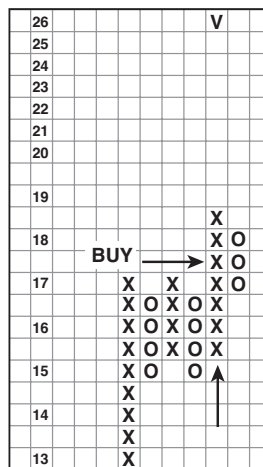 26 V
25
24
23
22
21
20
19
X
18 X O
BUY X O
17 X X X O
X O X O X
16 X O X O X
X O X O X
15 X O O
X
14 X
X
13 X